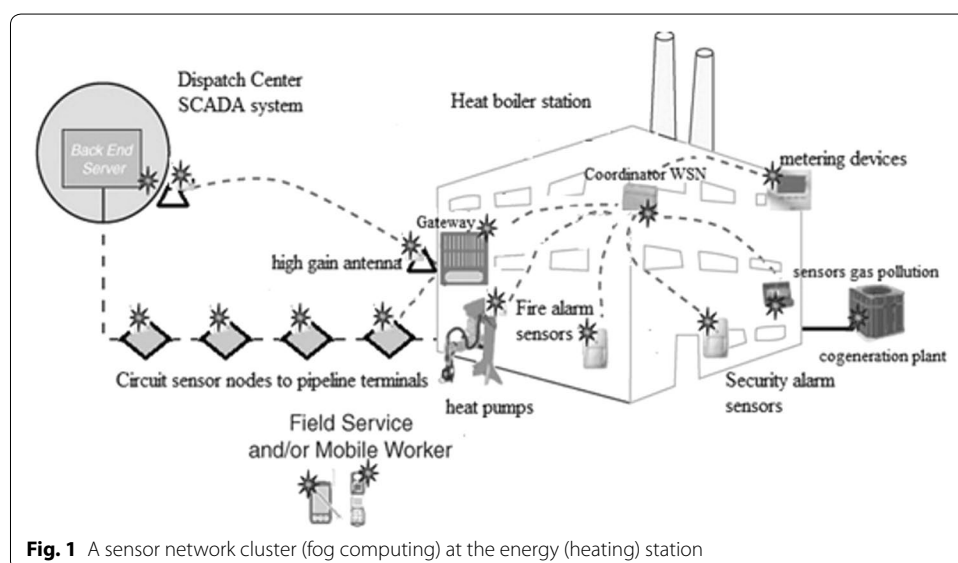 Dispatch Center
SCADA system
Back End
Server
Heat boiler station
Coordinator WSN
metering devices
Gateway
high gain antenna
sensors gas pollution
Fire alarm
sensors
cogeneration plant
Circuit sensor nodes to pipeline terminals
heat pumps
Security alarm
sensors
Field Service
and/or Mobile Worker
Fig. 1 A sensor network cluster (fog computing) at the energy (heating) station